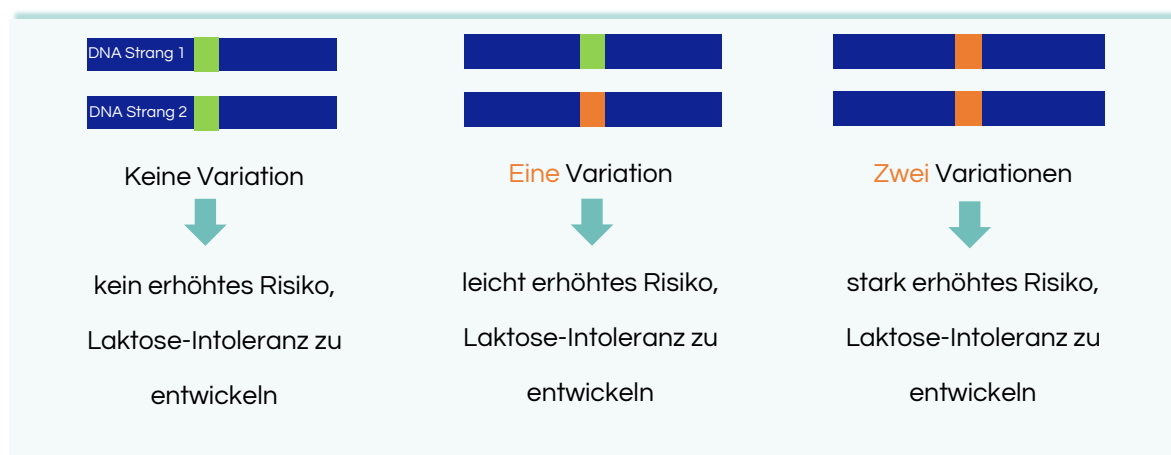 DNA Strang 1
DNA Strang 2
Keine Variation
kein erhöhtes Risiko,
Laktose-Intoleranz zu
entwickeln
Eine Variation
leicht erhöhtes Risiko,
Laktose-Intoleranz zu
entwickeln
Zwei Variationen
stark erhöhtes Risiko,
Laktose-Intoleranz zu
entwickeln